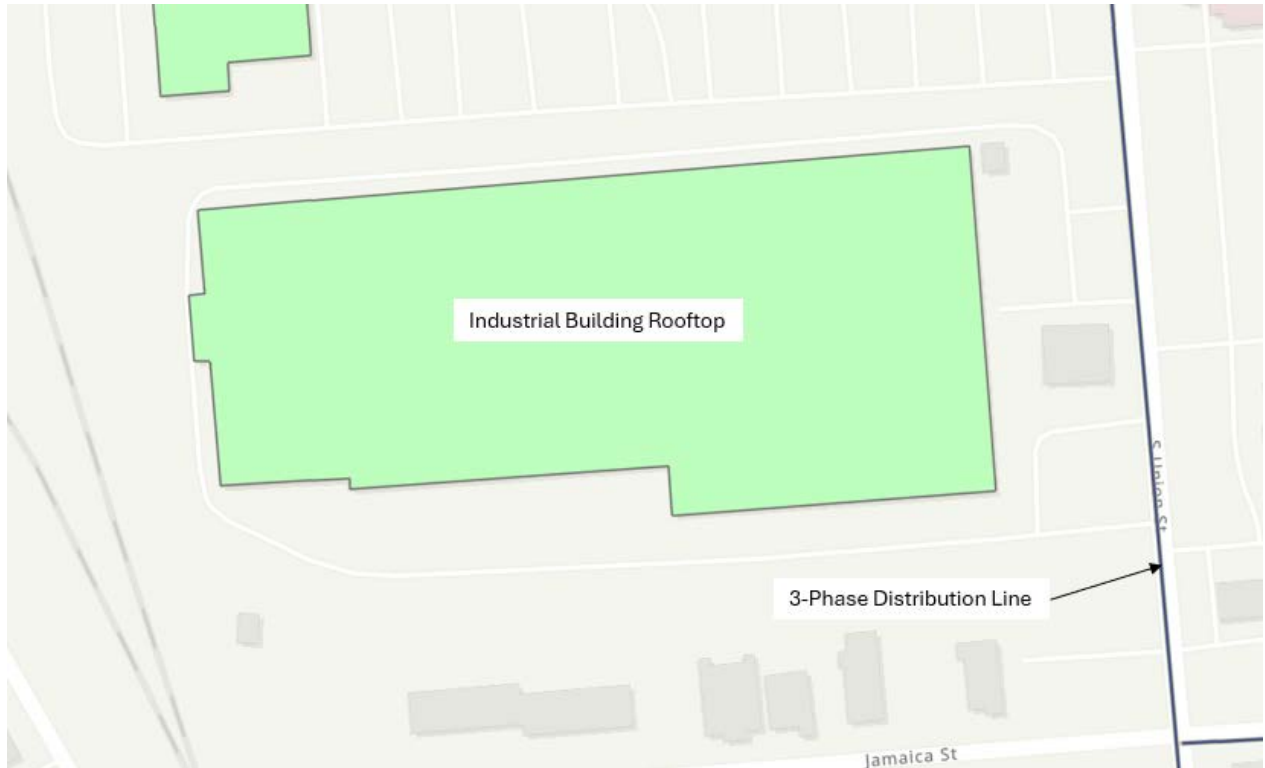 Industrial Building Rooftop
S Union St
3-Phase Distribution Line
Jamaica St